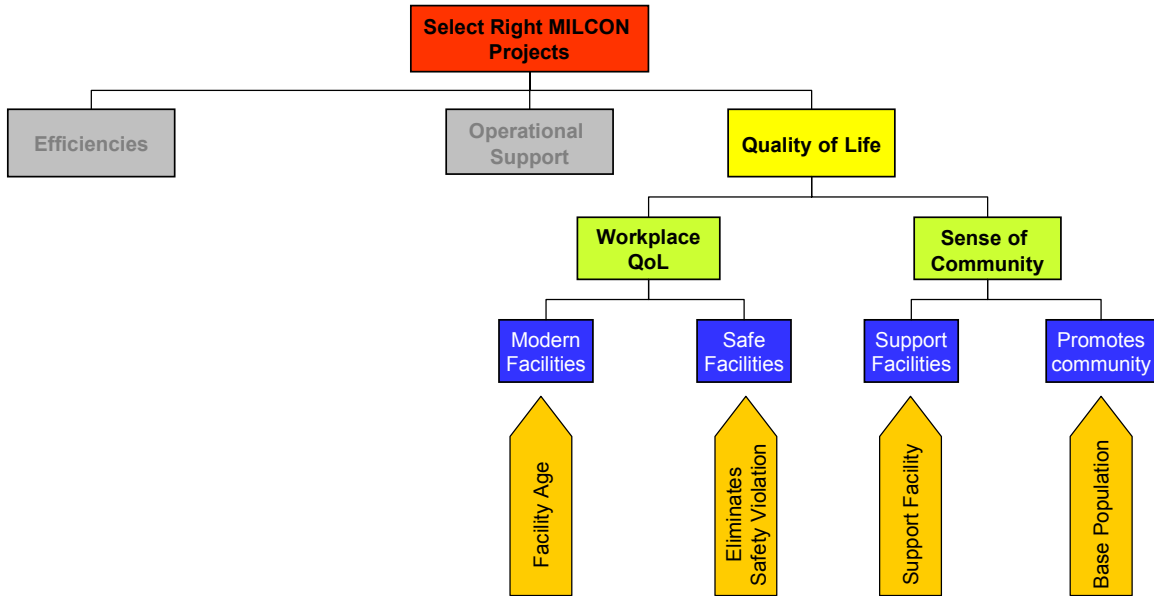 Select Right MILCON
Projects
Efficiencies
Operational
Support
Quality of Life
Workplace
QoL
Sense of
Community
Modern
Facilities
Safe
Facilities
Support
Facilities
Promotes
community
Facility Age
Eliminates
Safety Violation
Support Facility
Base Population